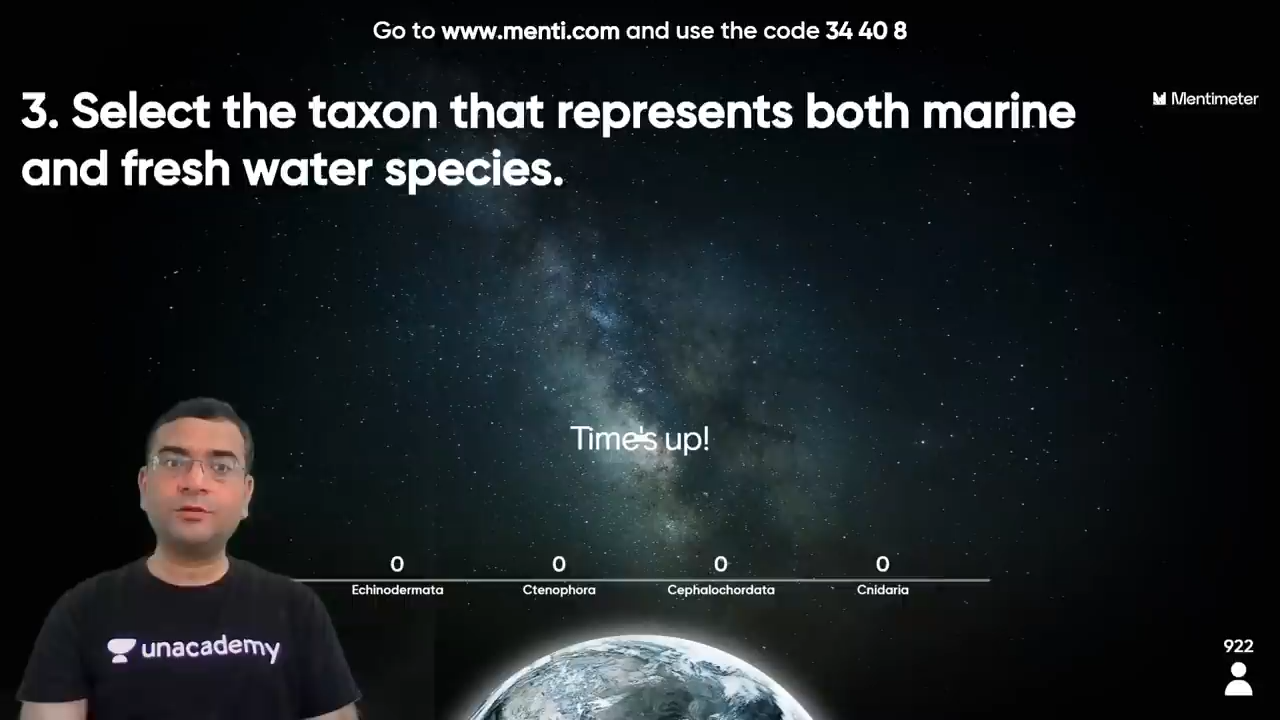 Go to www.menti.com and use the code 34 40 8
3. Select the taxon that represents both marine
and fresh water species.
Mentimeter
Time's up!
0 0 0 0
Echinodermata Ctenophora Cephalochordata Cnidaria
unacademy
922